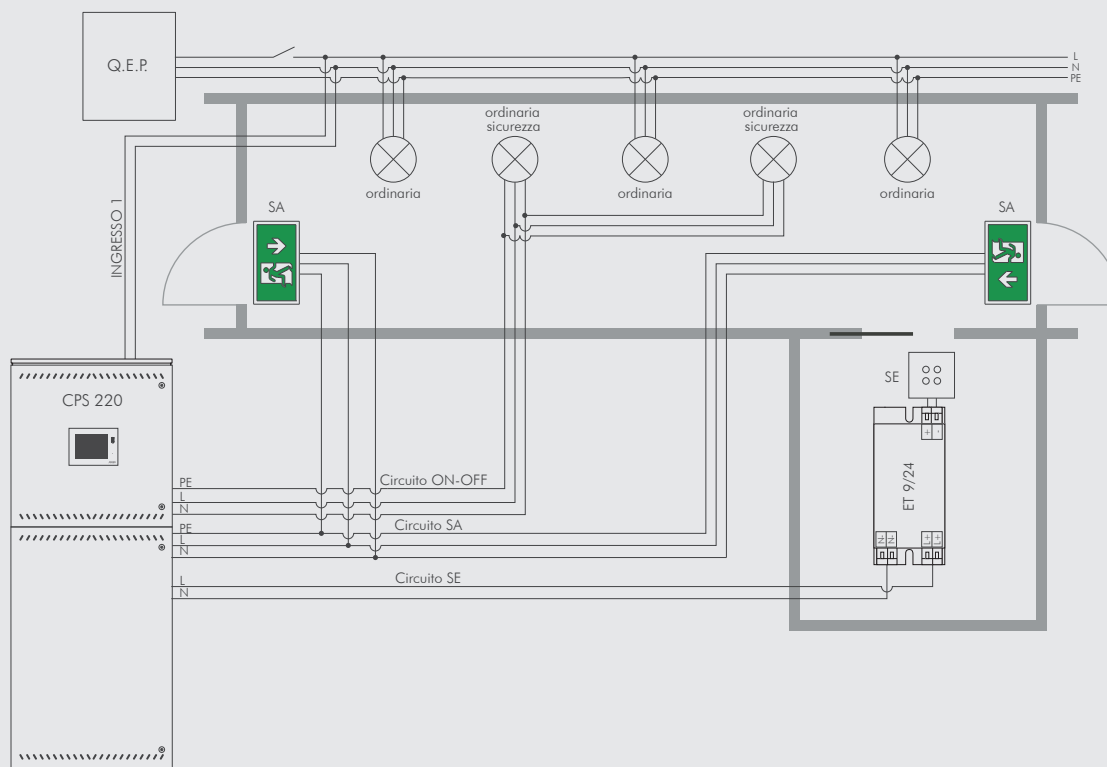 Q.E.P.
L
N
PE
ordinaria
sicurezza
ordinaria
sicurezza
ordinaria
ordinaria
ordinaria
SA
SA
INGRESSO 1
CPS 220
SE
+ -
ET 9/24
N- N- L+ L+
PE
L
N
Circuito ON-OFF
PE
L
N
Circuito SA
L
N
Circuito SE